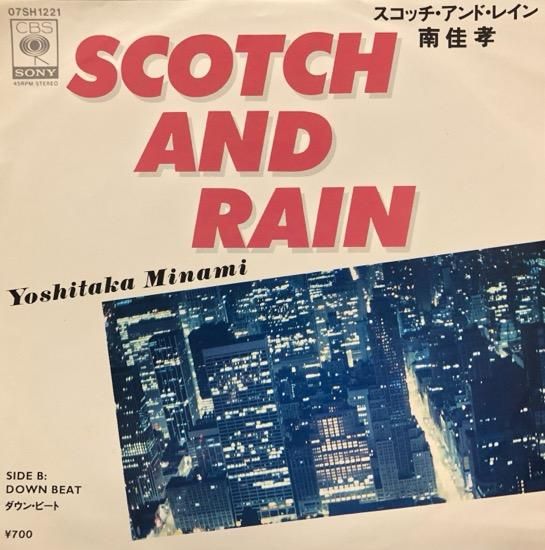 07SH1221
CBS
SONY
45RPM STEREO
スコッチ・アンド・レイン
南佳孝
SCOTCH
AND
RAIN
Yoshitaka Minami
SIDE B:
DOWN BEAT
ダウン・ビート
¥700